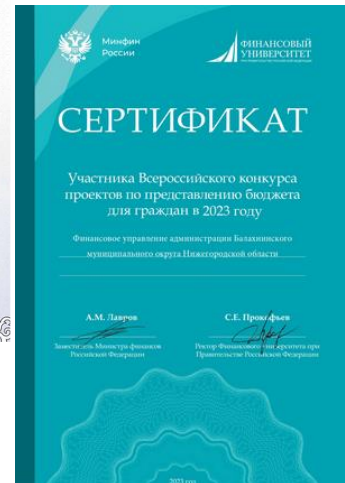 Минфин
России
ФИНАНСОВЫЙ
УНИВЕРСИТЕТ
СЕРТИФИКАТ
Участника Всероссийского конкурса
проектов по представлению бюджета
для граждан в 2023 году
Финансовое управление администрации Балахнинского
муниципального округа Нижегородской области
А.М. Лавров
С.Е. Прокофьев
Заместитель Министра финансов
Российской Федерации
Ректор Финансового университета при
Правительстве Российской Федерации
2023 год